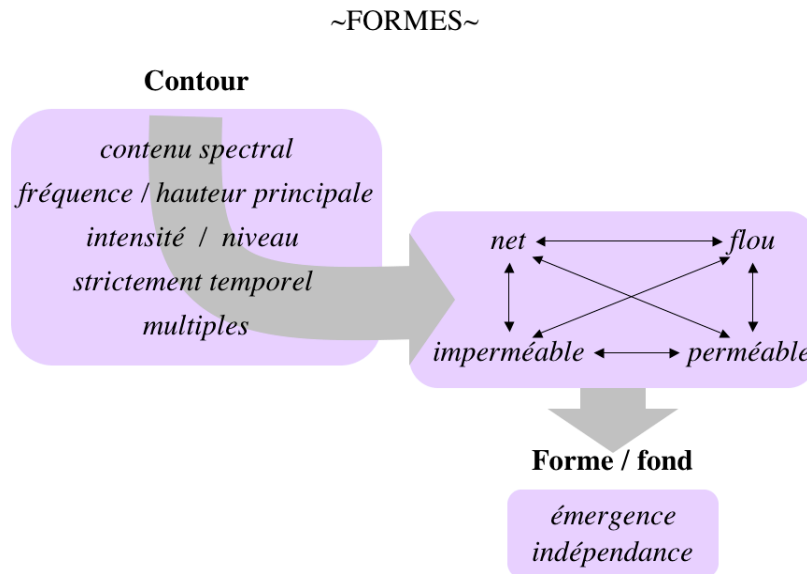 ~FORMES~
Contour
contenu spectral
fréquence / hauteur principale
intensité / niveau
strictement temporel
multiples
net flou
imperméable perméable
Forme / fond
émergence
indépendance